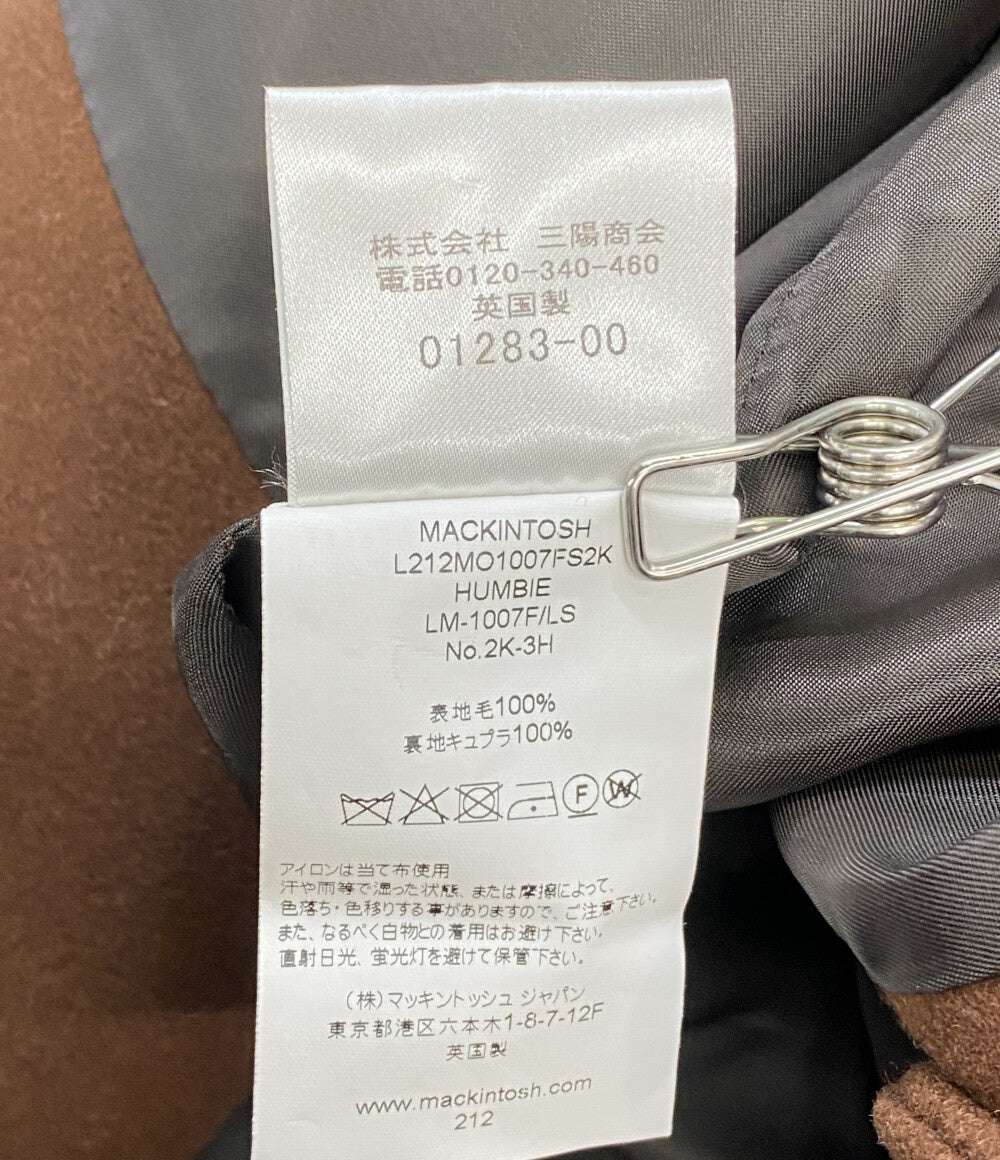 株式会社 三陽商会
電話0120-340-460
英国製
01283-00
MACKINTOSH
L212MO1007FS2K
HUMBIE
LM-1007F/LS
No.2K-3H
表地毛100%
裏地キュプラ100%
F
W
アイロンは当て布使用
汗や雨等で湿った状態、または摩擦によって、
色落ち・色移りする事がありますので、ご注意下さい。
また、なるべく白物との着用はお避け下さい。
直射日光、蛍光灯を避けて保管下さい。
(株)マッキントッシュ ジャパン
東京都港区六本木1-8-7-12F
英国製
www.mackintosh.com
212